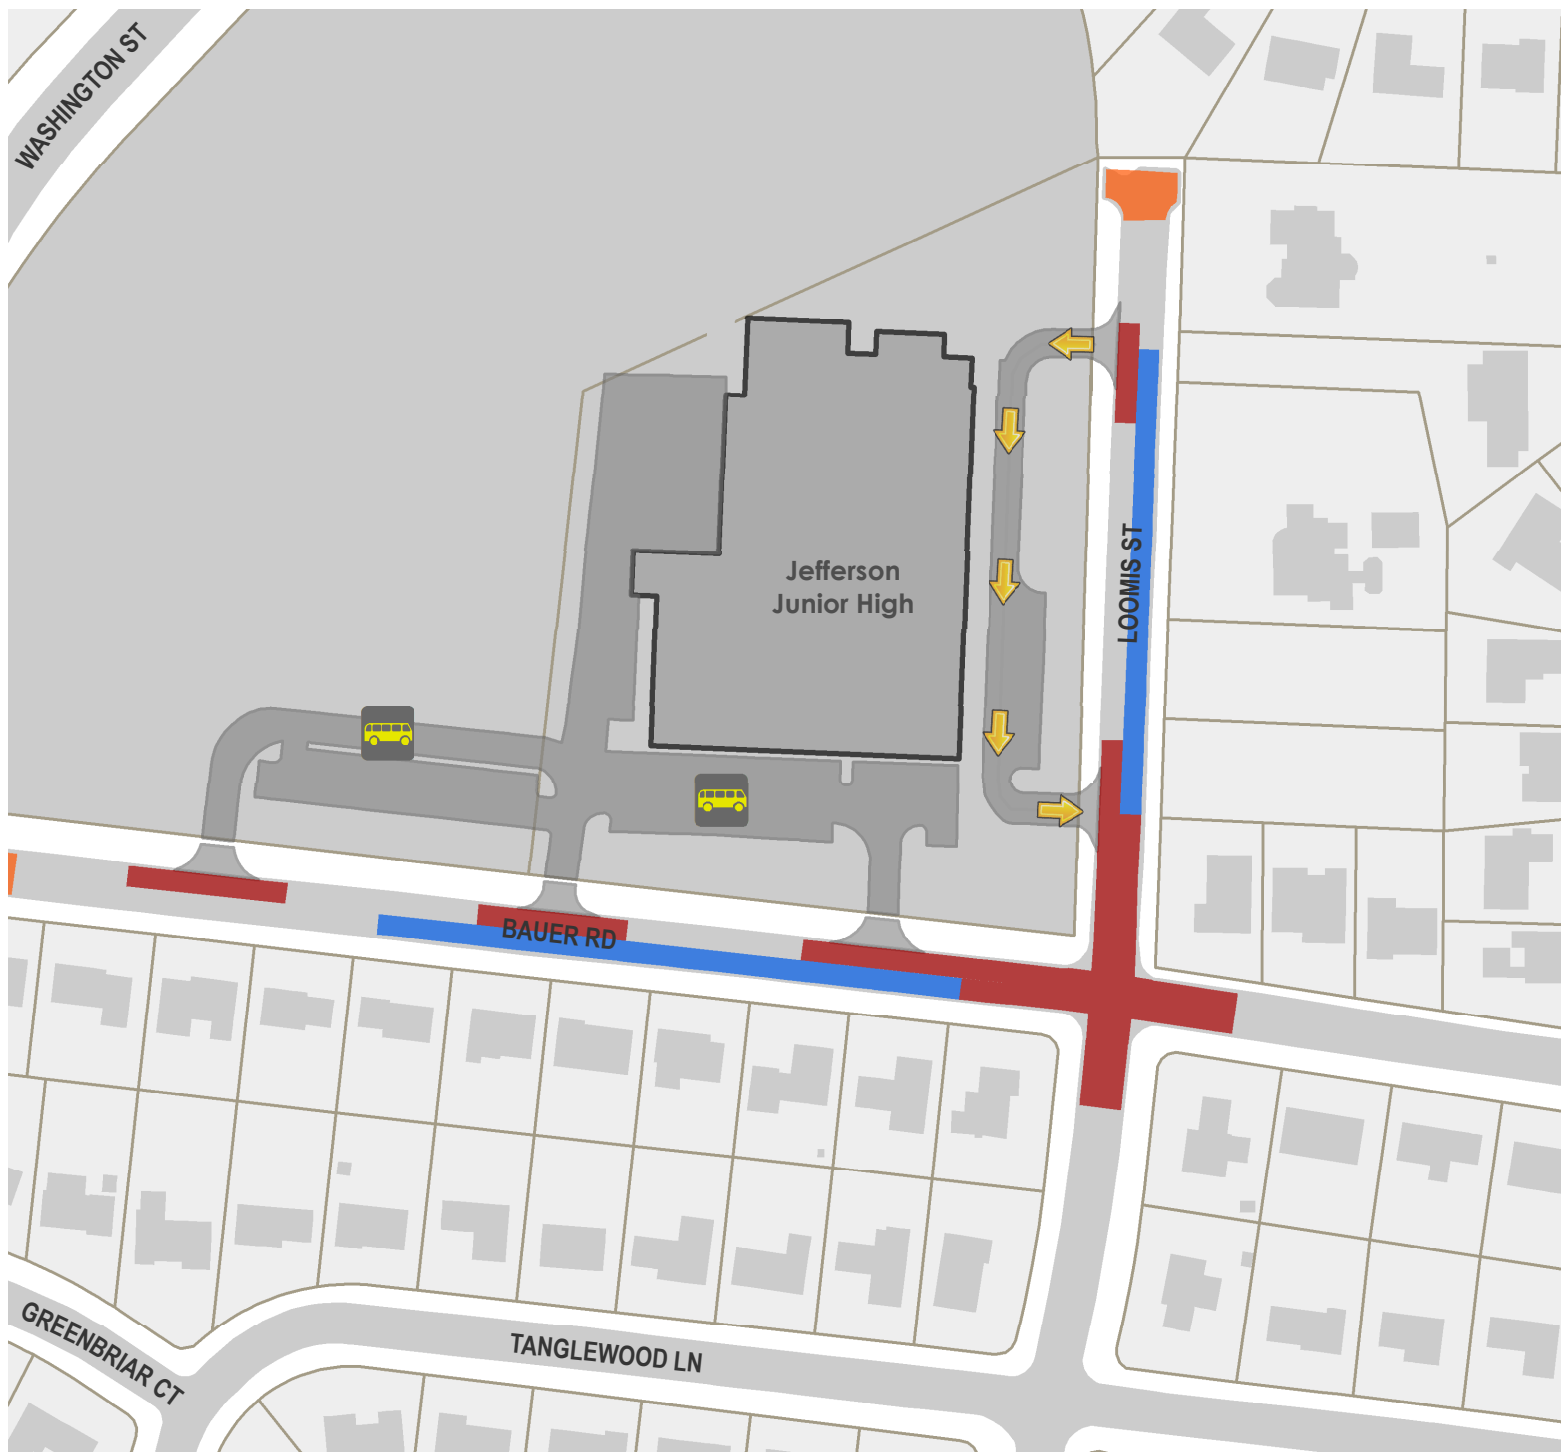 WASHINGTON ST
Jefferson
Junior High
LOOMIS ST
BAUER RD
GREENBRIAR CT
TANGLEWOOD LN